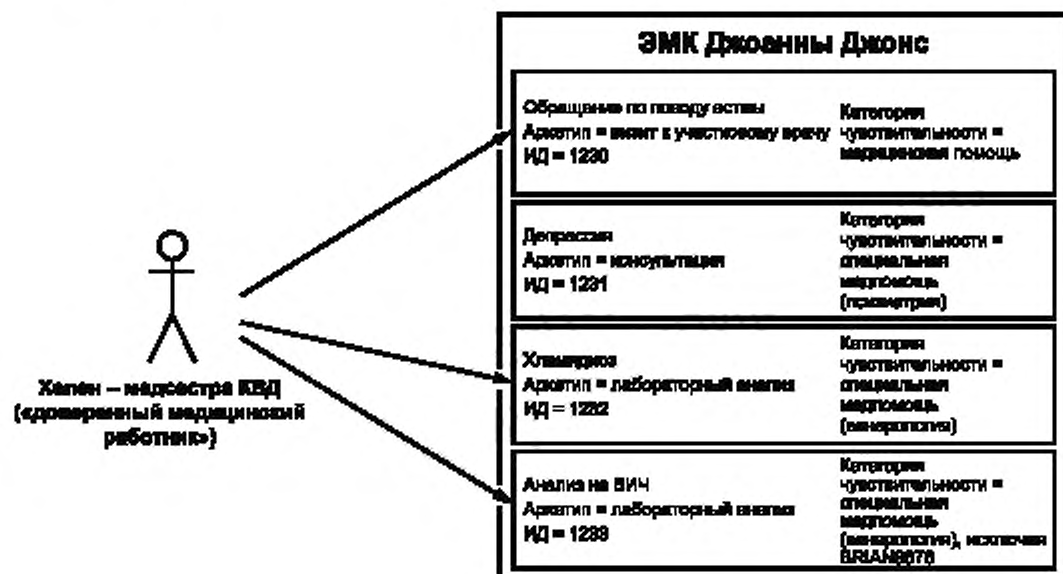 ЭМК Джоанны Джонс
Обращение по поводу астмы
Архетип = визит к участковому врачу
ИД = 1230
Категория
чувствительности =
медицинская помощь
Депрессия
Архетип = консультация
ИД = 1231
Категория
чувствительности =
специальная
медпомощь
(психиатрия)
Хламидиоз
Архетип = лабораторный анализ
ИД = 1232
Категория
чувствительности =
специальная
медпомощь
(венерология)
Анализ на ВИЧ
Архетип = лабораторный анализ
ИД = 1233
Категория
чувствительности =
специальная
медпомощь
(венерология), исключая
Хелен – медсестра КВД
(«доверенный медицинский
работник»)